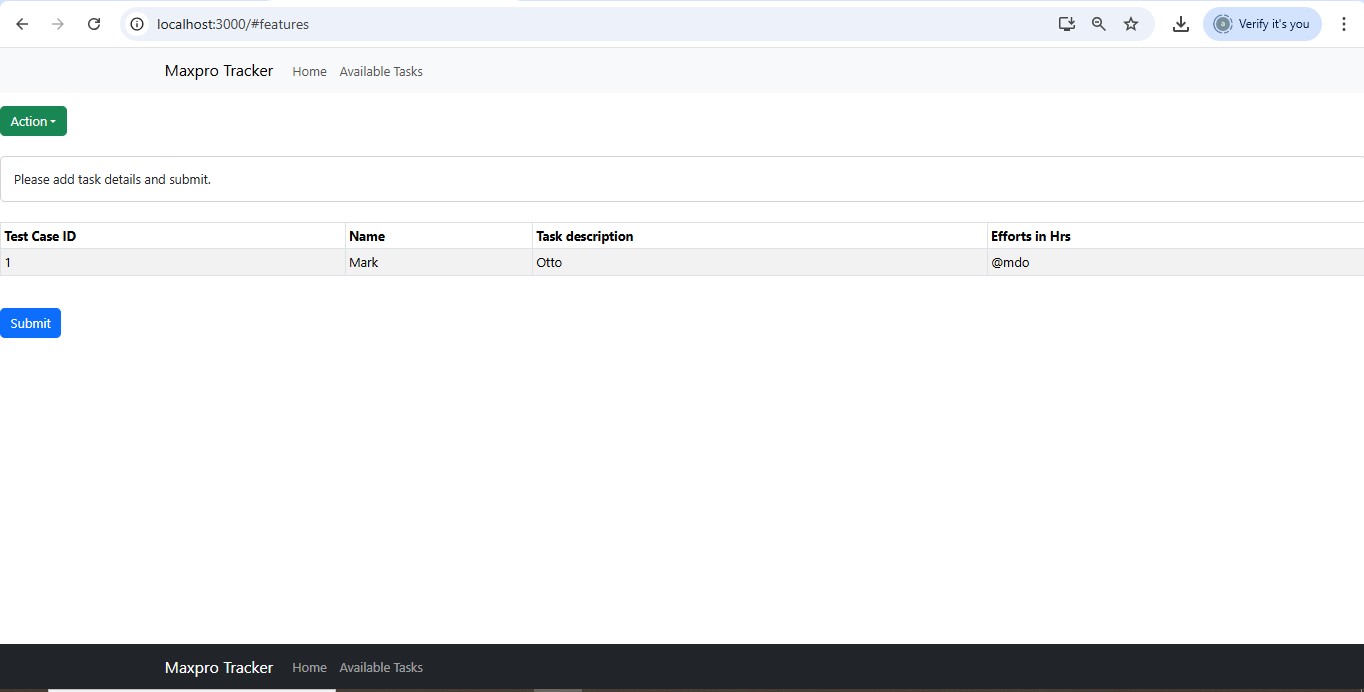 localhost:3000/#features
Verify it's you
Maxpro Tracker Home Available Tasks
Action
Please add task details and submit.
Test Case ID Name Task description Efforts in Hrs
1 Mark Otto @mdo
Submit
Maxpro Tracker Home Available Tasks